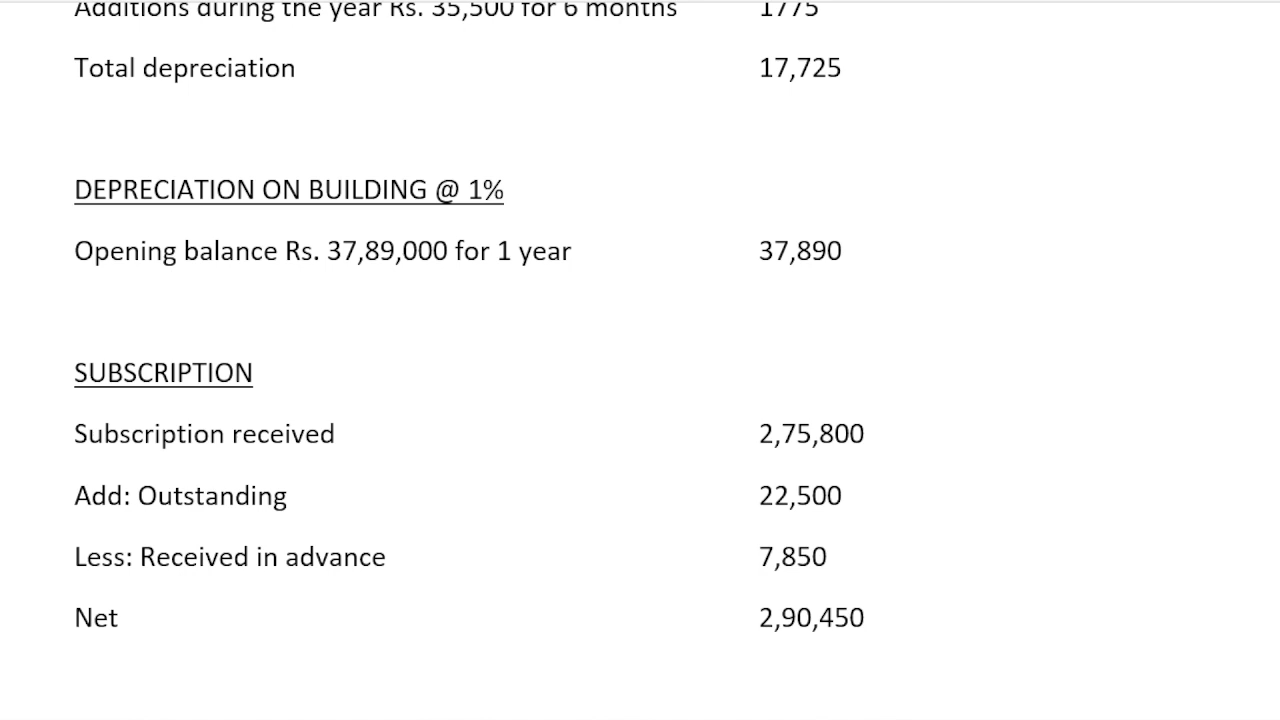 Additions during the year Rs. 35,500 for 6 months 1775
Total depreciation 17,725
DEPRECIATION ON BUILDING @ 1%
Opening balance Rs. 37,89,000 for 1 year 37,890
SUBSCRIPTION
Subscription received 2,75,800
Add: Outstanding 22,500
Less: Received in advance 7,850
Net 2,90,450